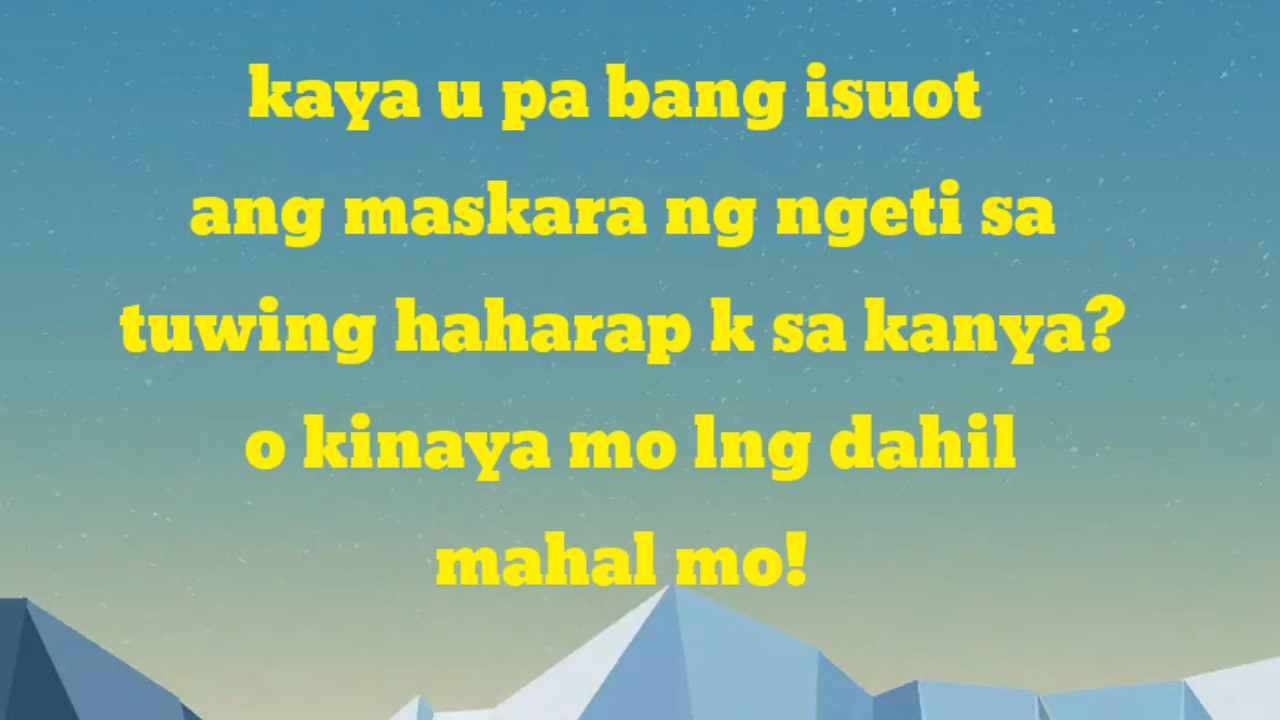 kaya u pa bang isuot
ang maskara ng ngeti sa
tuwing haharap k sa kanya?
o kinaya mo lng dahil
mahal mo!